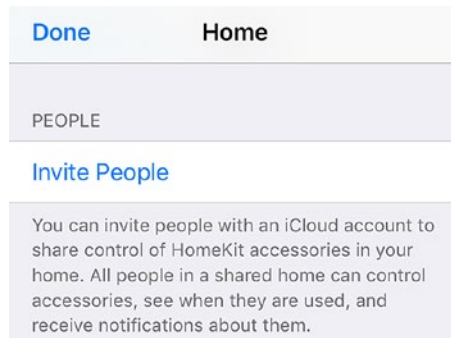 Done Home
PEOPLE
Invite People
You can invite people with an iCloud account to
share control of HomeKit accessories in your
home. All people in a shared home can control
accessories, see when they are used, and
receive notifications about them.